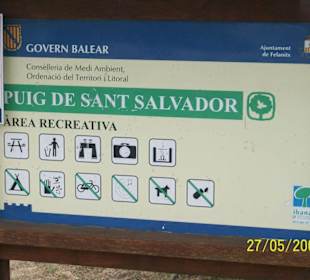 GOVERN BALEAR
Conselleria de Medi Ambient,
Ordenació del Territori i Litoral
Ajuntament
de Felanitx
PUIG DE SANT SALVADOR
ÀREA RECREATIVA
27/05/200